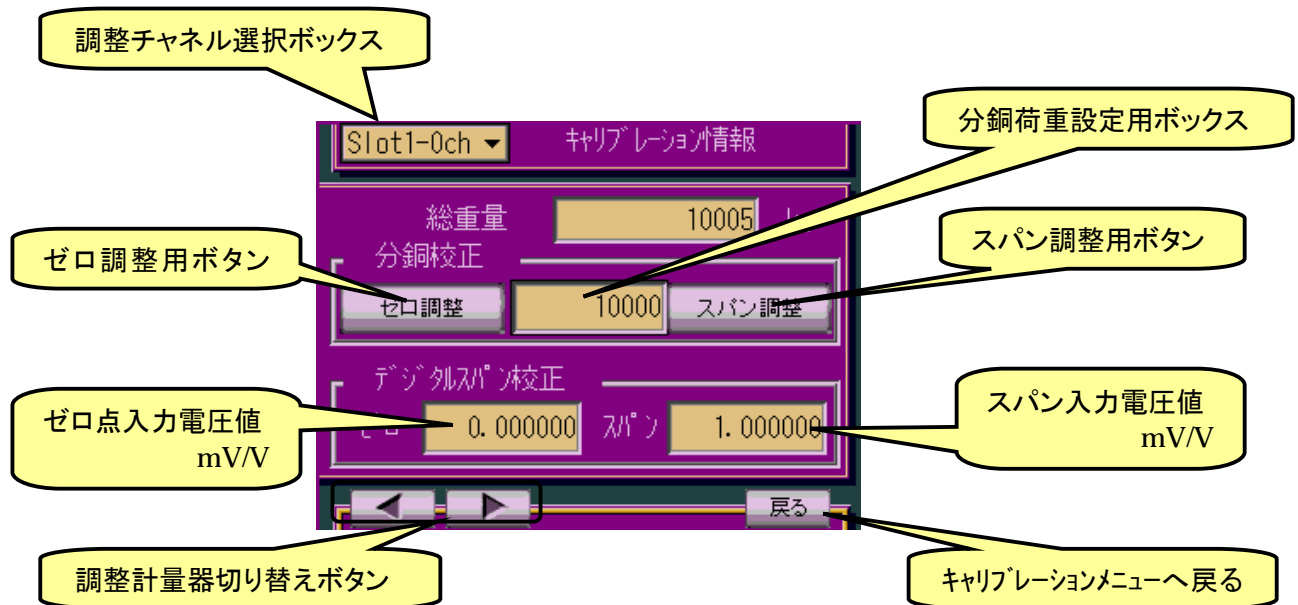 調整チャネル選択ボックス
分銅荷重設定用ボックス
Slot1-0ch
キャリブレーション情報
総重量 10005
スパン調整用ボタン
ゼロ調整用ボタン
分銅校正
ゼロ調整 10000 スパン調整
デジタルスパン校正
ゼロ点入力電圧値
mV/V
0.000000 スパン 1.000000
スパン入力電圧値
mV/V
戻る
調整計量器切り替えボタン
キャリブレーションメニューへ戻る